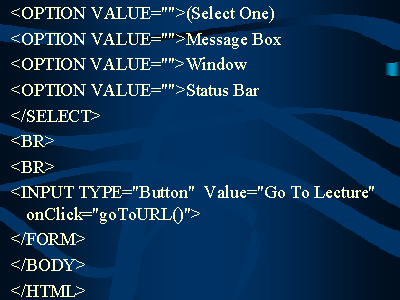 <OPTION VALUE="">(Select One)
<OPTION VALUE="">Message Box
<OPTION VALUE="">Window
<OPTION VALUE="">Status Bar
</SELECT>
<BR>
<BR>
<INPUT TYPE="Button"  Value="Go To Lecture"
onClick="goToURL()">
</FORM>
</BODY>
</HTML>